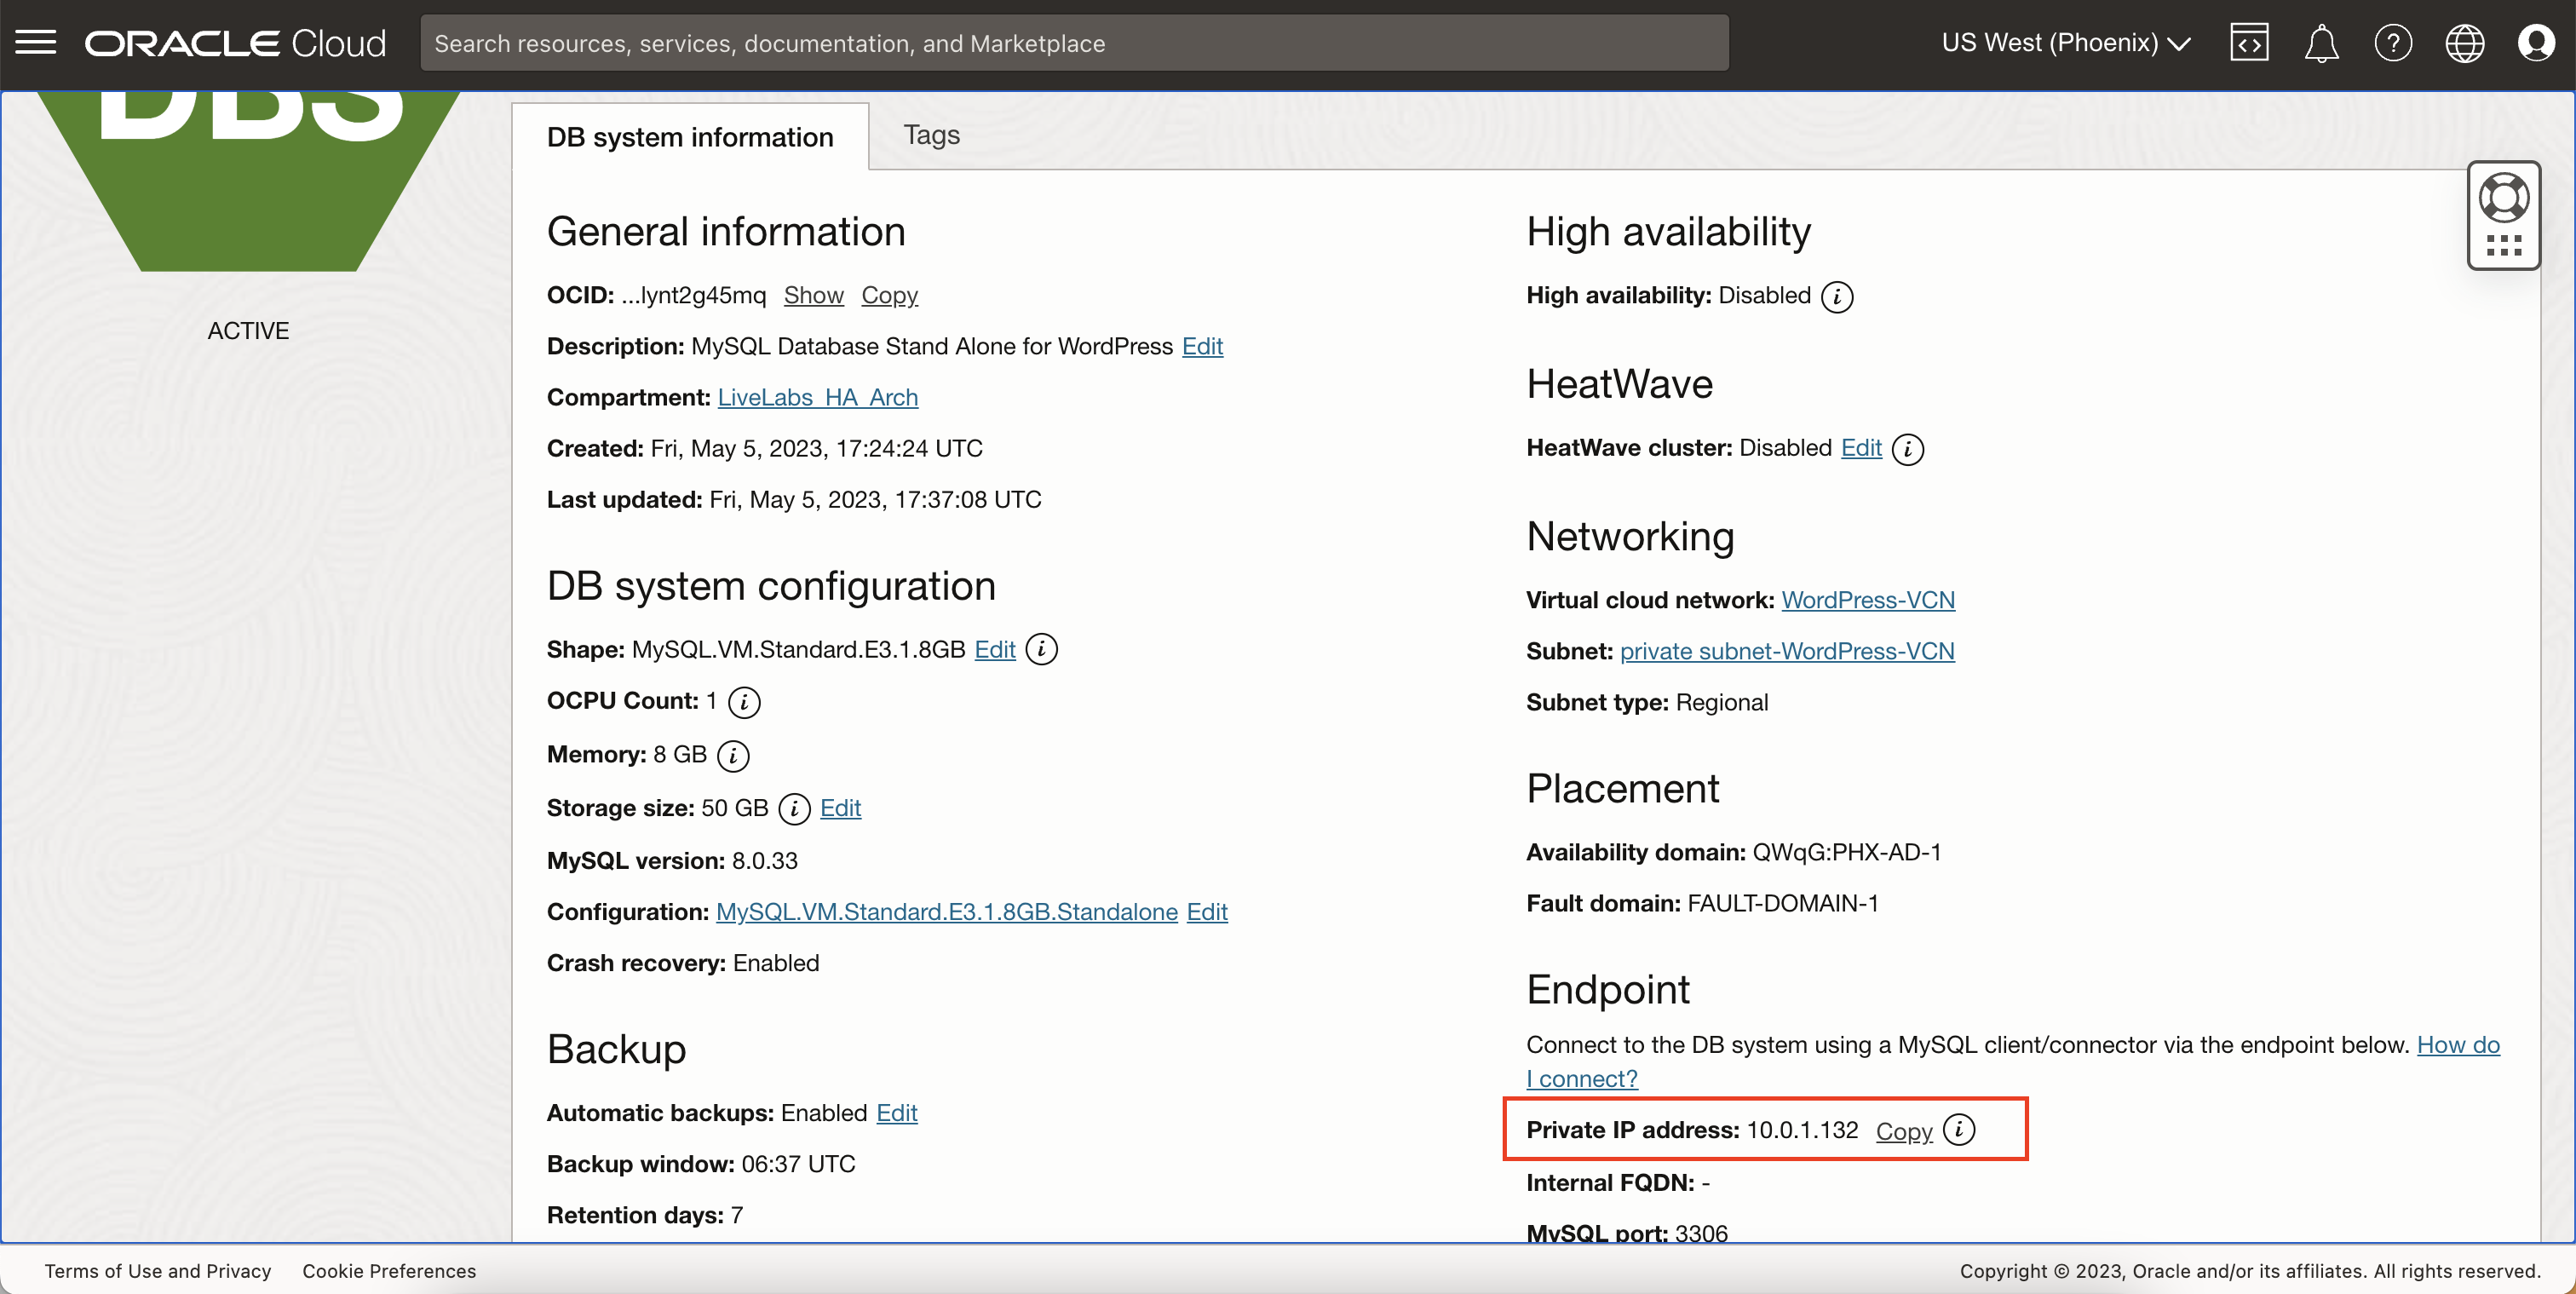 ORACLE Cloud
Search resources, services, documentation, and Marketplace
US West (Phoenix)
DBS
ACTIVE
DB system information
Tags
General information
OCID: ...lynt2g45mq Show Copy
Description: MySQL Database Stand Alone for WordPress Edit
Compartment: LiveLabs_HA_Arch
Created: Fri, May 5, 2023, 17:24:24 UTC
Last updated: Fri, May 5, 2023, 17:37:08 UTC
DB system configuration
Shape: MySQL.VM.Standard.E3.1.8GB Edit
OCPU Count: 1
Memory: 8 GB
Storage size: 50 GB Edit
MySQL version: 8.0.33
Configuration: MySQL.VM.Standard.E3.1.8GB.Standalone Edit
Crash recovery: Enabled
Backup
Automatic backups: Enabled Edit
Backup window: 06:37 UTC
Retention days: 7
High availability
High availability: Disabled
HeatWave
HeatWave cluster: Disabled Edit
Networking
Virtual cloud network: WordPress-VCN
Subnet: private subnet-WordPress-VCN
Subnet type: Regional
Placement
Availability domain: QWqG:PHX-AD-1
Fault domain: FAULT-DOMAIN-1
Endpoint
Connect to the DB system using a MySQL client/connector via the endpoint below. How do
I connect?
Private IP address: 10.0.1.132 Copy
Internal FQDN: -
MySQL port: 3306
Terms of Use and Privacy
Cookie Preferences
Copyright © 2023, Oracle and/or its affiliates. All rights reserved.